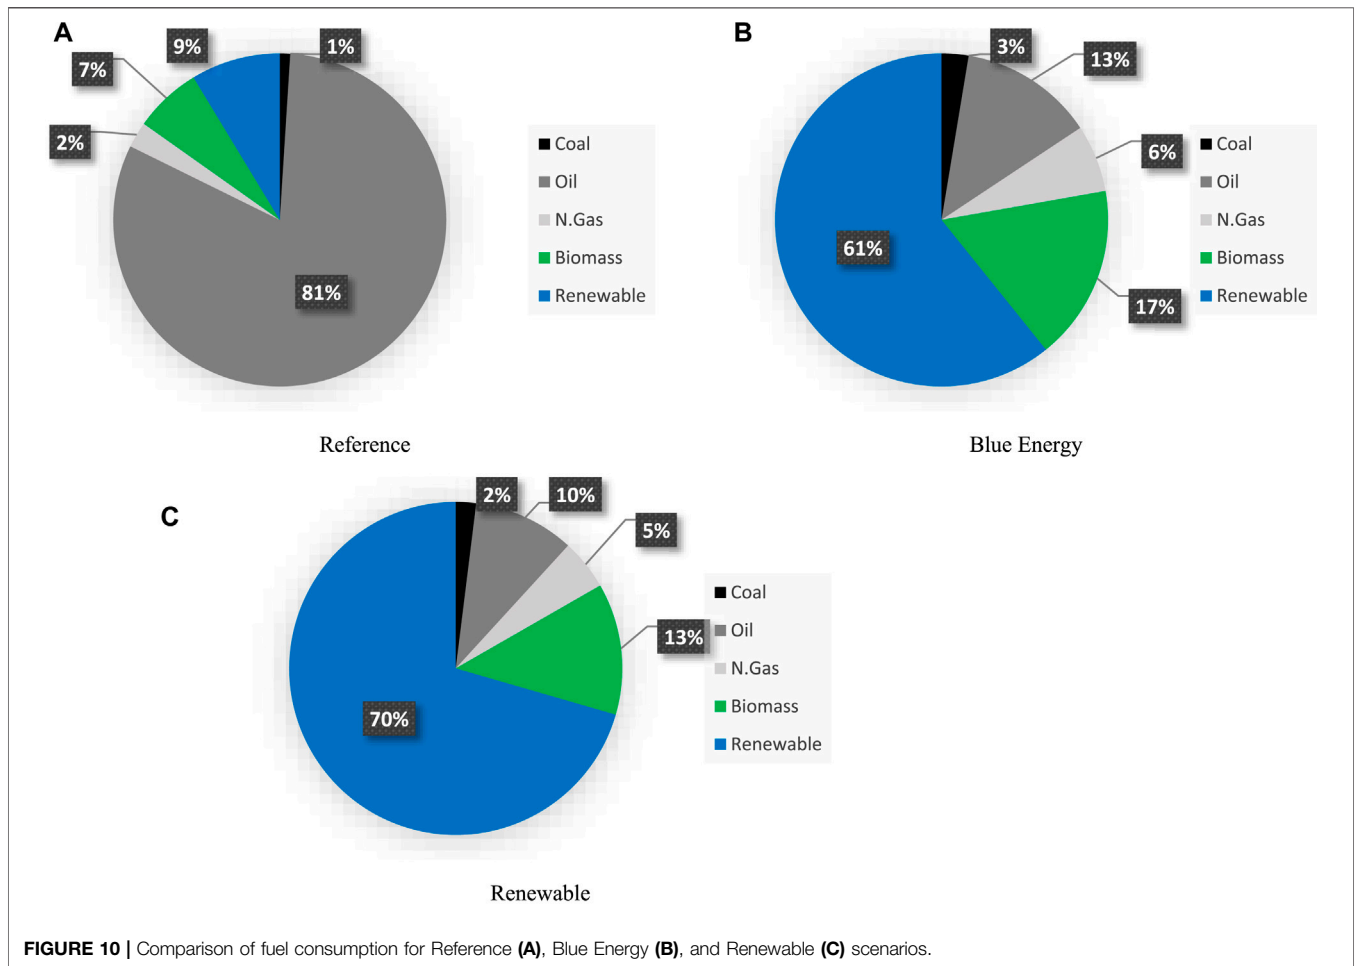 A
9%
1%
7%
2%
81%
Coal
Oil
N.Gas
Biomass
Renewable
Reference
B
3%
13%
6%
61%
17%
Coal
Oil
N.Gas
Biomass
Renewable
Blue Energy
C
2%
10%
5%
13%
70%
Coal
Oil
N.Gas
Biomass
Renewable
Renewable
FIGURE 10 | Comparison of fuel consumption for Reference (A), Blue Energy (B), and Renewable (C) scenarios.